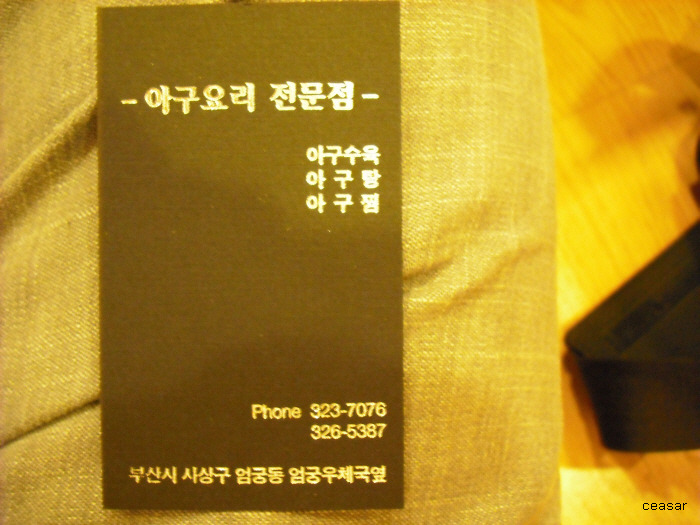 - 아구요리 전문점 -
아구수육
아 구 탕
아 구 찜
Phone 323-7076
326-5387
부산시 사상구 엄궁동 엄궁우체국옆
ceasar